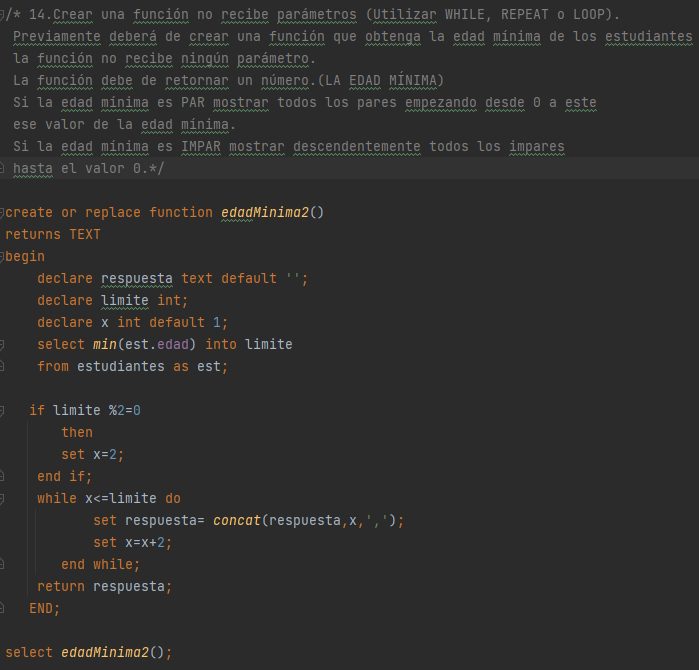 /* 14.Crear una función no recibe parámetros (Utilizar WHILE, REPEAT o LOOP).
Previamente deberá de crear una función que obtenga la edad mínima de los estudiantes
la función no recibe ningún parámetro.
La función debe de retornar un número.(LA EDAD MÍNIMA)
Si la edad mínima es PAR mostrar todos los pares empezando desde 0 a este
ese valor de la edad minima.
Si la edad mínima es IMPAR mostrar descendentemente todos los impares
hasta el valor 0.*/
create or replace function edadMinima2()
returns TEXT
begin
declare respuesta text default '';
declare limite int;
declare x int default 1;
select min(est.edad) into limite
from estudiantes as est;
if limite %2=0
then
set x=2;
end if;
while x<=limite do
set respuesta= concat(respuesta,x,',');
set x=x+2;
end while;
return respuesta;
END;
select edadMinima2();